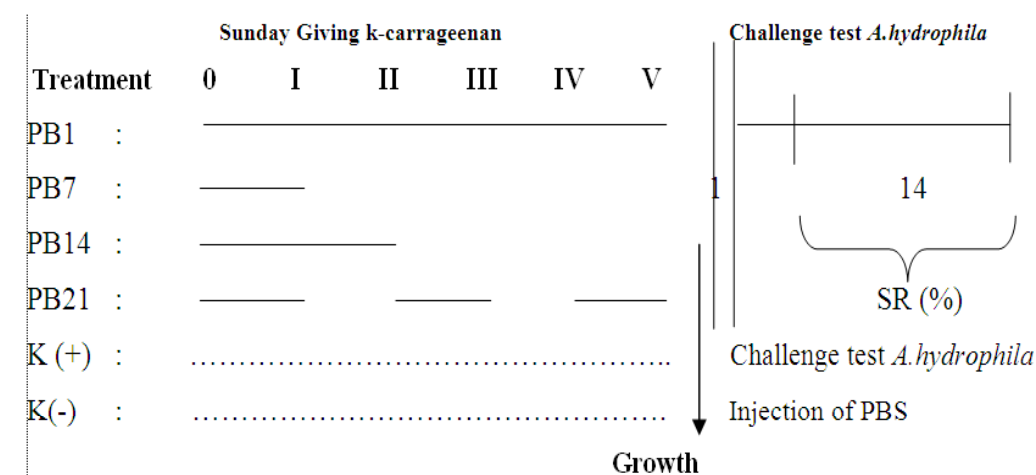 Sunday Giving k-carrageenan Challenge test A.hydrophila
Treatment 0 I II III IV V
PB1 :
PB7 : 1 14
PB14 :
PB21 : SR (%)
K (+) : ........................................................ Challenge test A.hydrophila
K(-) : ........................................................ Injection of PBS
Growth